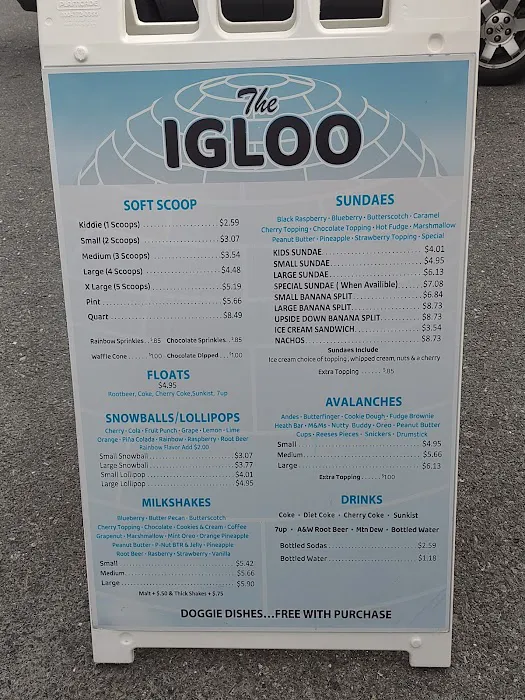 The
IGLOO
SOFT SCOOP
Kiddie (1 Scoops) $2.59
Small (2 Scoops) $3.07
Medium (3 Scoops) $3.54
Large (4 Scoops) $4.48
X Large (5 Scoops) $5.19
Pint $5.66
Quart $8.49
Rainbow Sprinkles...$.85 Chocolate Sprinkles...$.85
Waffle Cone ..... $1.00 Chocolate Dipped...$1.00
FLOATS
$4.95
Rootbeer, Coke, Cherry Coke,Sunkist, 7up
SNOWBALLS/LOLLIPOPS
Cherry - Cola - Fruit Punch - Grape - Lemon - Lime
Orange - Piña Colada - Rainbow - Raspberry - Root Beer
Rainbow Flavor Add $2.00
Small Snowball $3.07
Large Snowball $3.77
Small Lollipop $4.01
Large Lollipop $4.95
MILKSHAKES
Blueberry - Butter Pecan - Butterscotch
Cherry Topping - Chocolate - Cookies & Cream - Coffee
Grapenut - Marshmallow - Mint Oreo - Orange Pineapple
Peanut Butter - P-Nut BTR & Jelly - Pineapple
Root Beer - Rasberry - Strawberry - Vanilla
Small $5.42
Medium $5.66
Large $5.90
Malt + $.50 & Thick Shakes + $.75
SUNDAES
Black Raspberry - Blueberry - Butterscotch - Caramel
Cherry Topping - Chocolate Topping - Hot Fudge - Marshmallow
Peanut Butter - Pineapple - Strawberry Topping - Special
KIDS SUNDAE $4.01
SMALL SUNDAE $4.95
LARGE SUNDAE $6.13
SPECIAL SUNDAE ( When Availible) $7.08
SMALL BANANA SPLIT $6.84
LARGE BANANA SPLIT $8.73
UPSIDE DOWN BANANA SPLIT $8.73
ICE CREAM SANDWICH $3.54
NACHOS $8.73
Sundaes Include
Ice cream choice of topping, whipped cream, nuts & a cherry
Extra Topping ..... $.85
AVALANCHES
Andes - Butterfinger - Cookie Dough - Fudge Brownie
Heath Bar - M&Ms - Nutty Buddy - Oreo - Peanut Butter
Cups - Reeses Pieces - Snickers - Drumstick
Small $4.95
Medium $5.66
Large $6.13
Extra Topping ..... $1.00
DRINKS
Coke - Diet Coke - Cherry Coke - Sunkist
7up - A&W Root Beer - Mtn Dew - Bottled Water
Bottled Sodas $2.59
Bottled Water $1.18
DOGGIE DISHES...FREE WITH PURCHASE